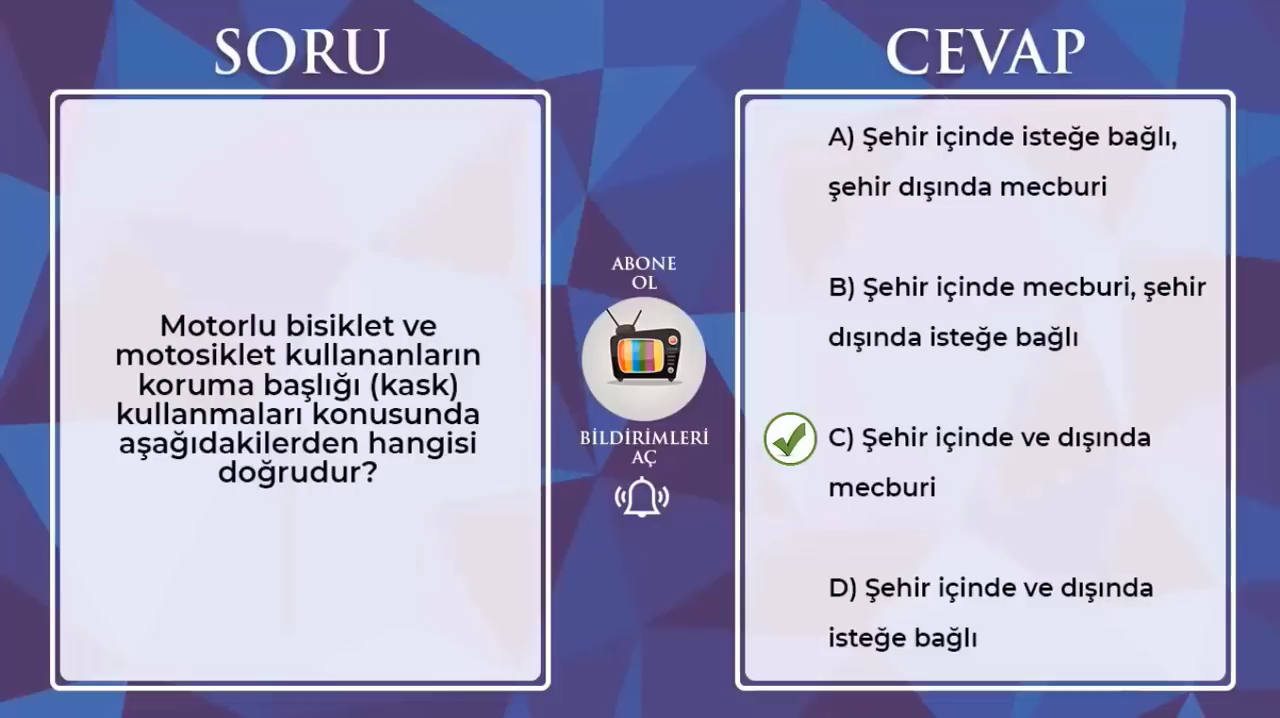 SORU
Motorlu bisiklet ve
motosiklet kullananların
koruma başlığı (kask)
kullanmaları konusunda
aşağıdakilerden hangisi
doğrudur?
ABONE
OL
BİLDİRİMLERİ
AÇ
CEVAP
A) Şehir içinde isteğe bağlı,
şehir dışında mecburi
B) Şehir içinde mecburi, şehir
dışında isteğe bağlı
C) Şehir içinde ve dışında
mecburi
D) Şehir içinde ve dışında
isteğe bağlı